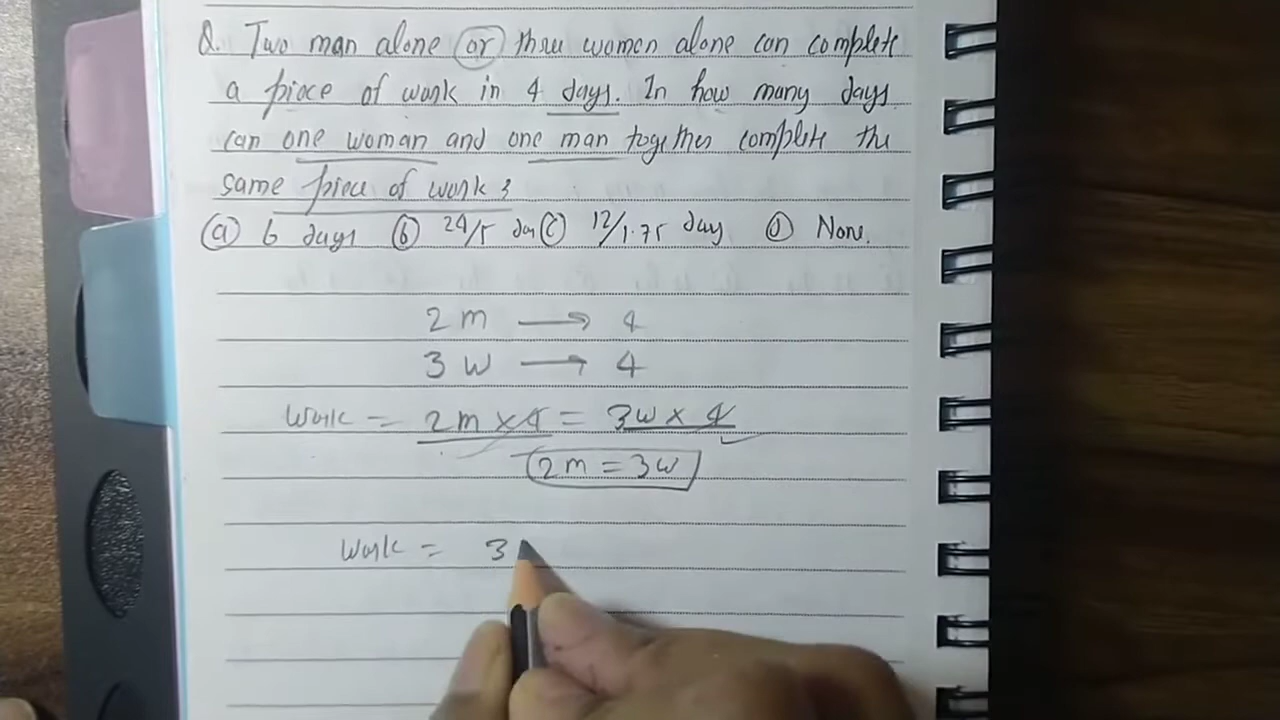 Q. Two man alone or three women alone can complete
a piece of work in 4 days. In how many days
can one woman and one man together complete the
same piece of work ?
(a) 6 days (b) 24/5 day (c) 12/1.75 day (d) None.
2 m → 4
3 W → 4
Work = 2m × 4 = 3w × 4
2m = 3w
Work = 3